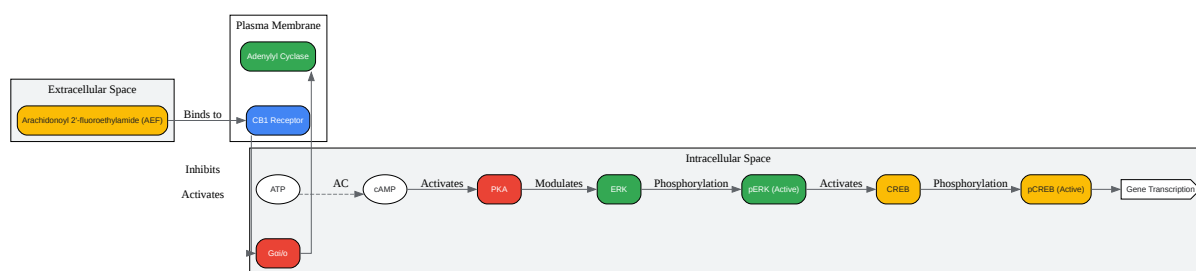 Plasma Membrane
Adenylyl Cyclase
Extracellular Space
Arachidonoyl 2'-fluoroethylamide (AEF)
Binds to
CB1 Receptor
Intracellular Space
Inhibits
Activates
ATP
AC
cAMP
Activates
PKA
Modulates
ERK
Phosphorylation
pERK (Active)
Activates
CREB
Phosphorylation
pCREB (Active)
Gene Transcription
Gαi/o